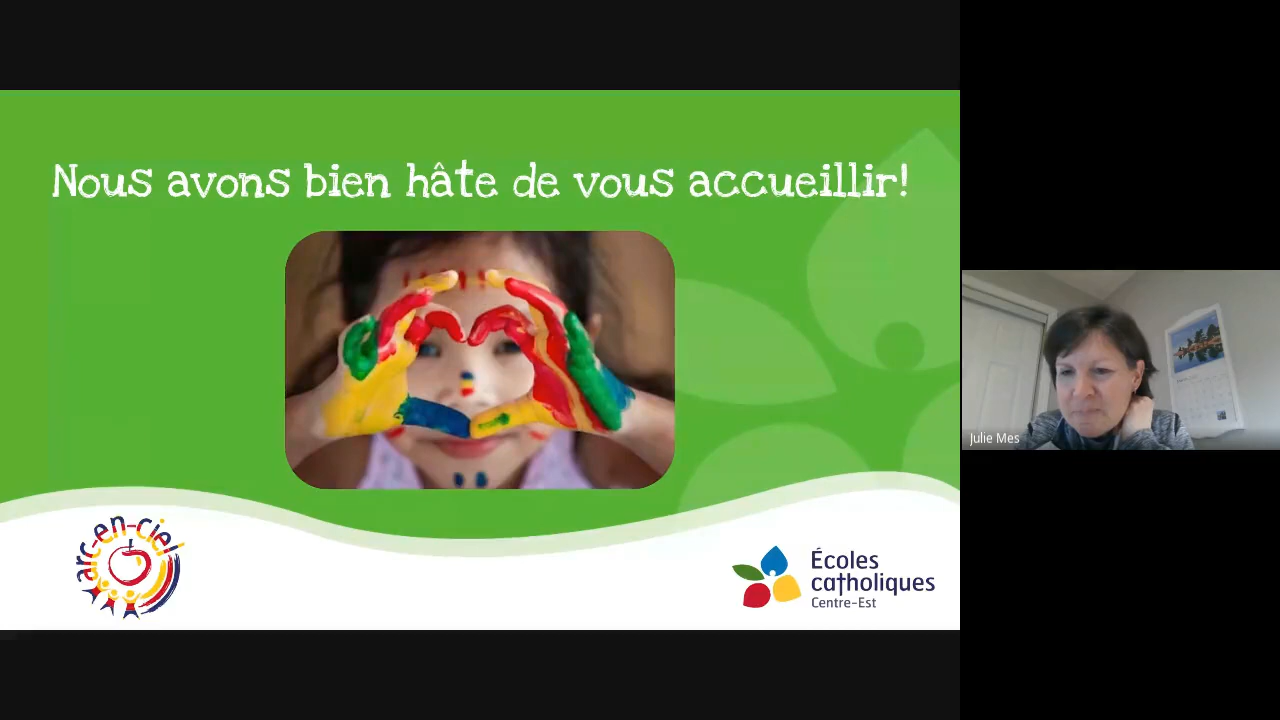 Nous avons bien hâte de vous accueillir!
arc-en-ciel
Écoles
catholiques
Centre-Est
Julie Mes